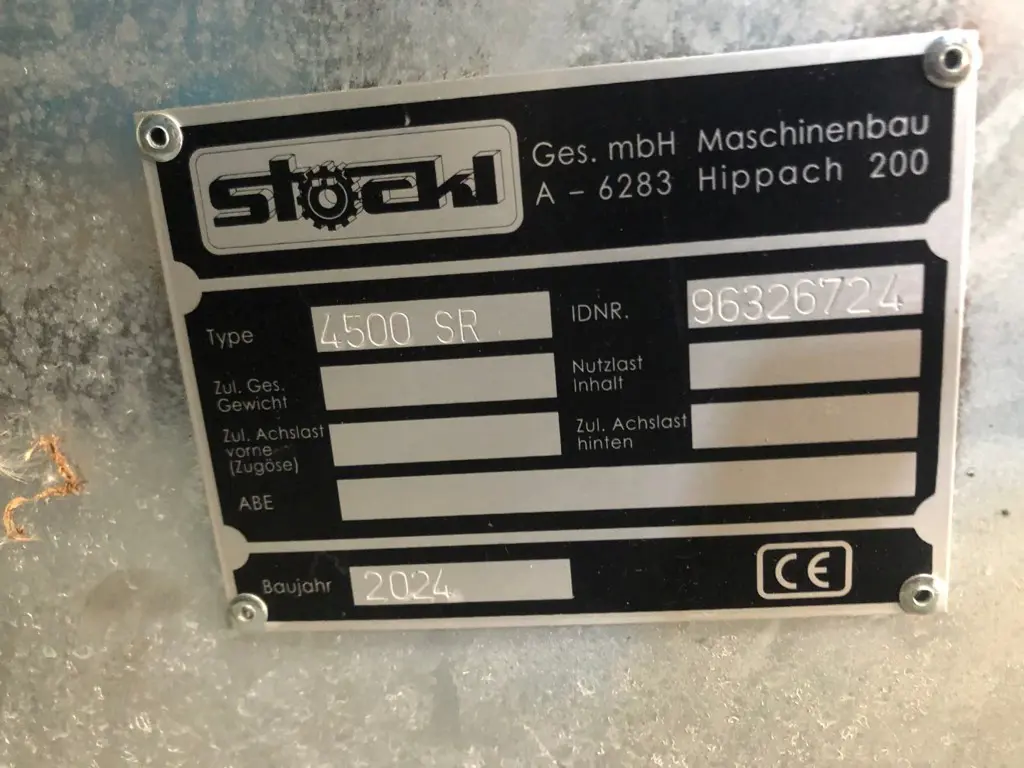 stöckl
Ges. mbH Maschinenbau
A – 6283 Hippach 200
Type 4500 SR
IDNR. 96326724
Zul. Ges.
Gewicht
Nutzlast
Inhalt
Zul. Achslast
vorne
(Zugöse)
Zul. Achslast
hinten
ABE
Baujahr 2024
CE